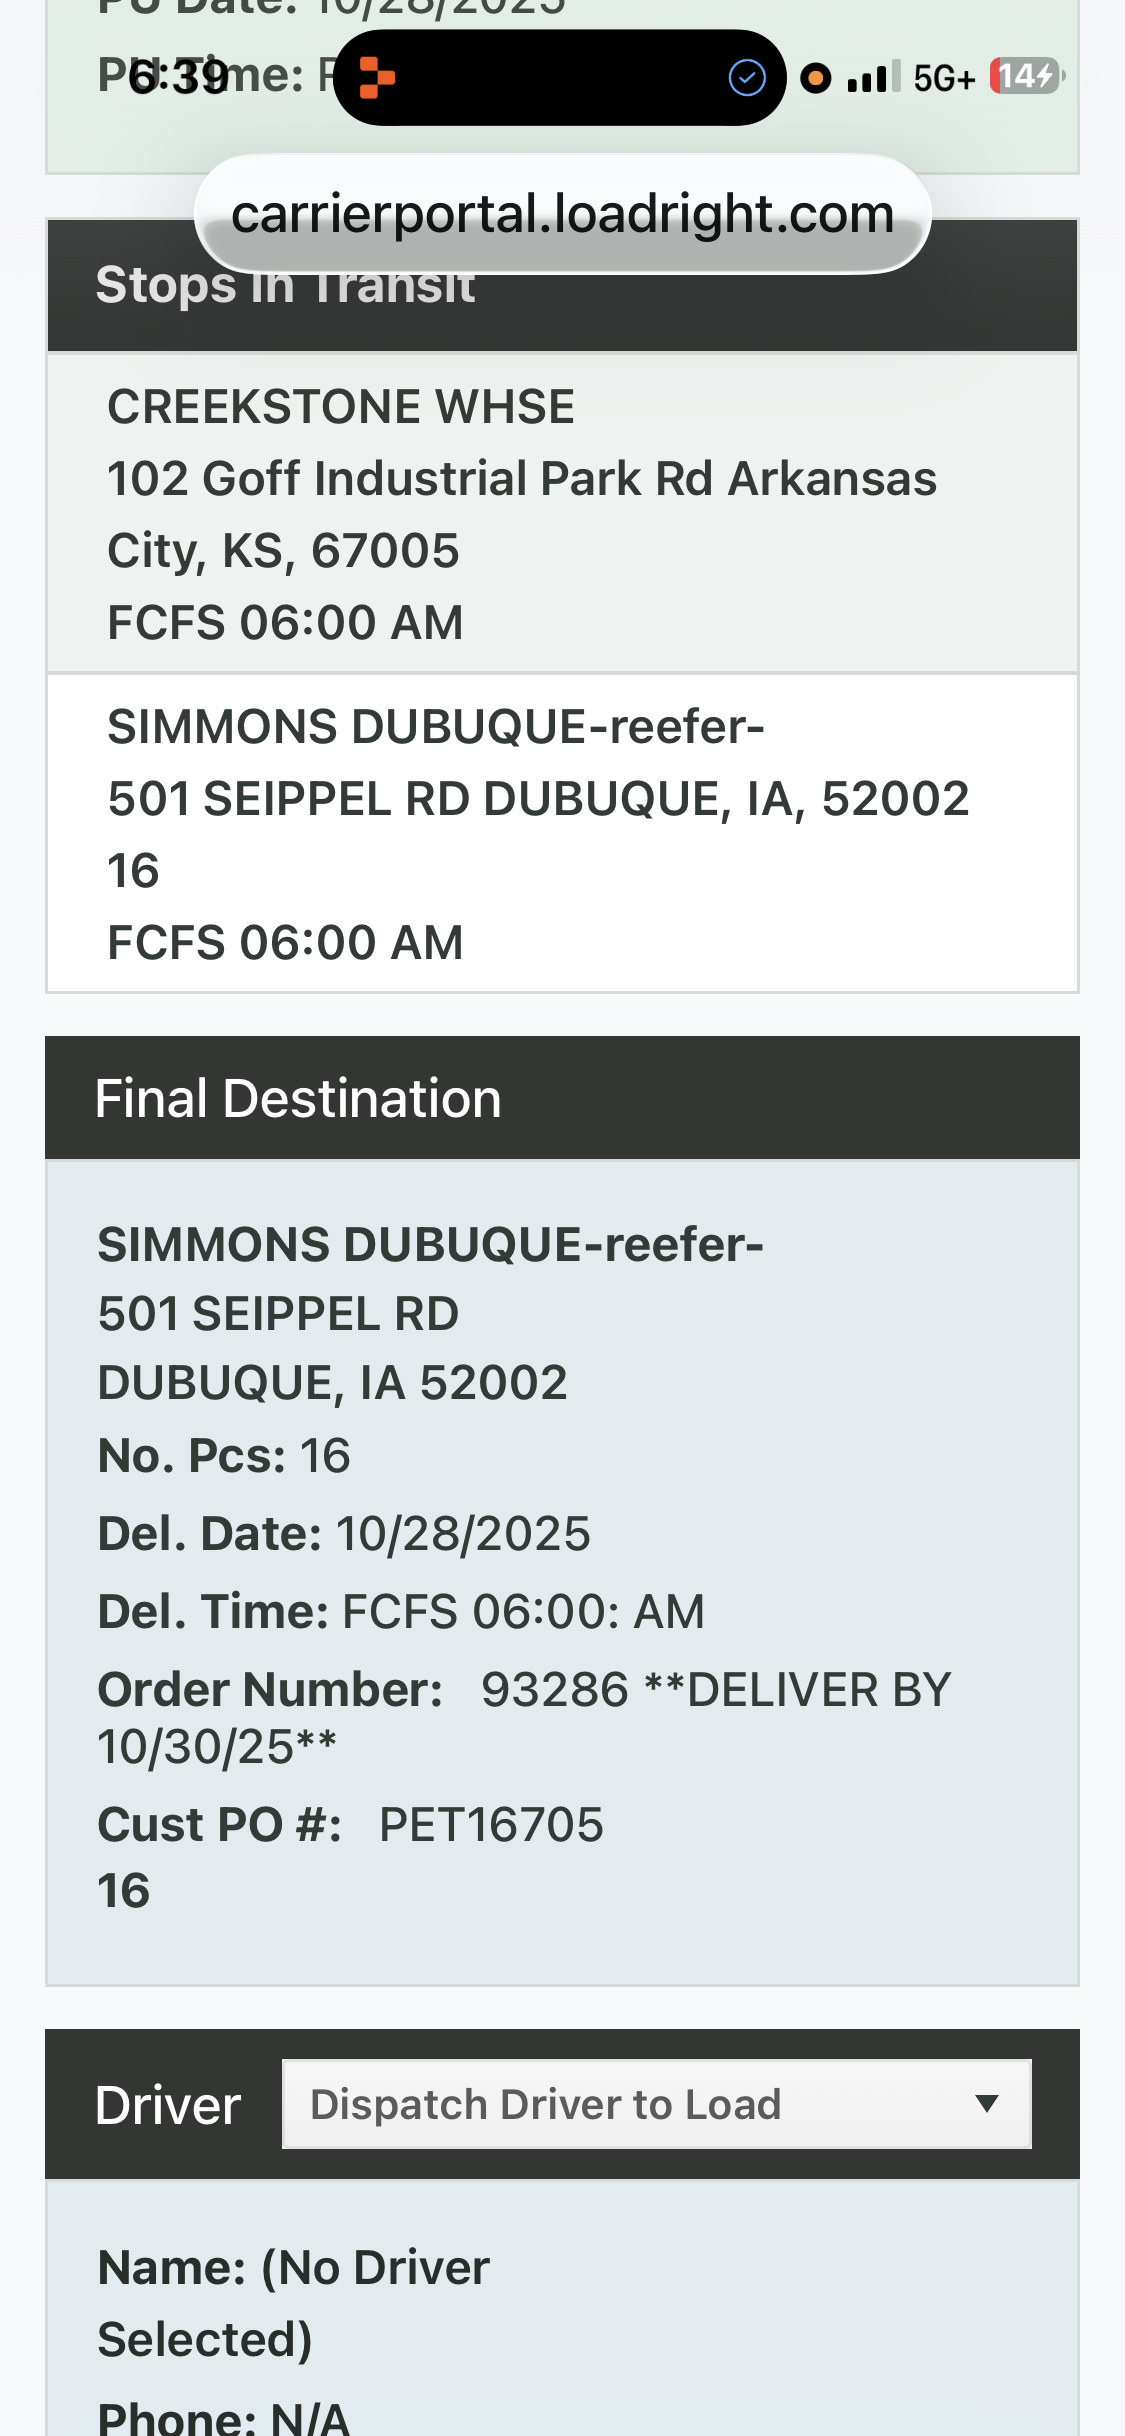 PU Date: 10/28/2025
PU Time: F
6:39
5G+
14
carrierportal.loadright.com
Stops In Transit
CREEKSTONE WHSE
102 Goff Industrial Park Rd Arkansas
City, KS, 67005
FCFS 06:00 AM
SIMMONS DUBUQUE-reefer-
501 SEIPPEL RD DUBUQUE, IA, 52002
16
FCFS 06:00 AM
Final Destination
SIMMONS DUBUQUE-reefer-
501 SEIPPEL RD
DUBUQUE, IA 52002
No. Pcs: 16
Del. Date: 10/28/2025
Del. Time: FCFS 06:00: AM
Order Number: 93286 **DELIVER BY
10/30/25**
Cust PO #: PET16705
16
Driver
Dispatch Driver to Load
Name: (No Driver
Selected)
Phone: N/A